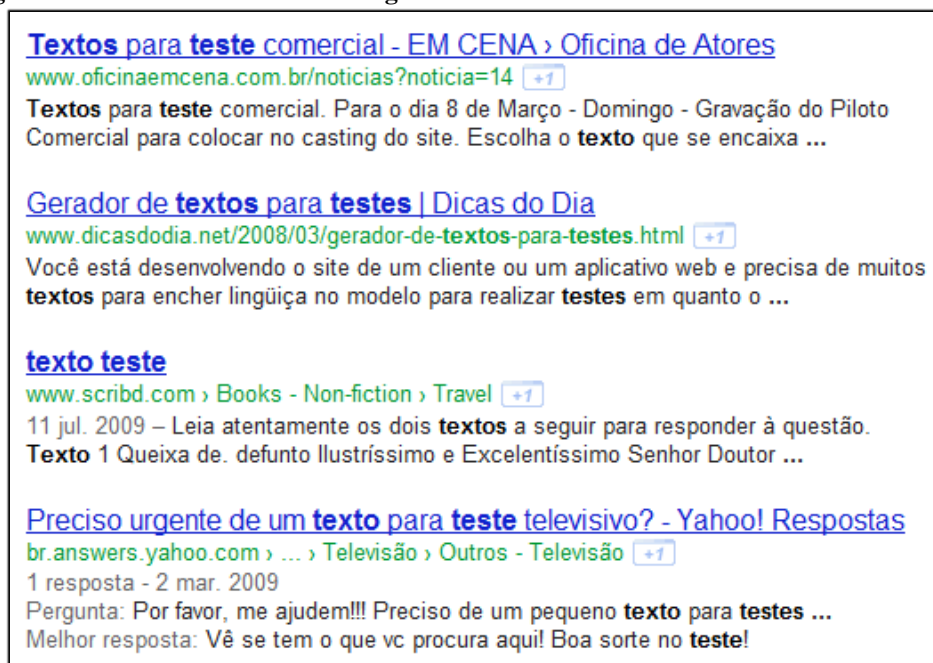 Textos para teste comercial - EM CENA › Oficina de Atores
www.oficinaemcena.com.br/noticias?noticia=14 +1
Textos para teste comercial. Para o dia 8 de Março - Domingo - Gravação do Piloto
Comercial para colocar no casting do site. Escolha o texto que se encaixa ...
Gerador de textos para testes | Dicas do Dia
www.dicasdodia.net/2008/03/gerador-de-textos-para-testes.html +1
Você está desenvolvendo o site de um cliente ou um aplicativo web e precisa de muitos
textos para encher lingüiça no modelo para realizar testes em quanto o ...
texto teste
www.scribd.com › Books - Non-fiction › Travel +1
11 jul. 2009 – Leia atentamente os dois textos a seguir para responder à questão.
Texto 1 Queixa de. defunto Ilustríssimo e Excelentíssimo Senhor Doutor ...
Preciso urgente de um texto para teste televisivo? - Yahoo! Respostas
br.answers.yahoo.com › ... › Televisão › Outros - Televisão +1
1 resposta - 2 mar. 2009
Pergunta: Por favor, me ajudem!!! Preciso de um pequeno texto para testes ...
Melhor resposta: Vê se tem o que vc procura aqui! Boa sorte no teste!